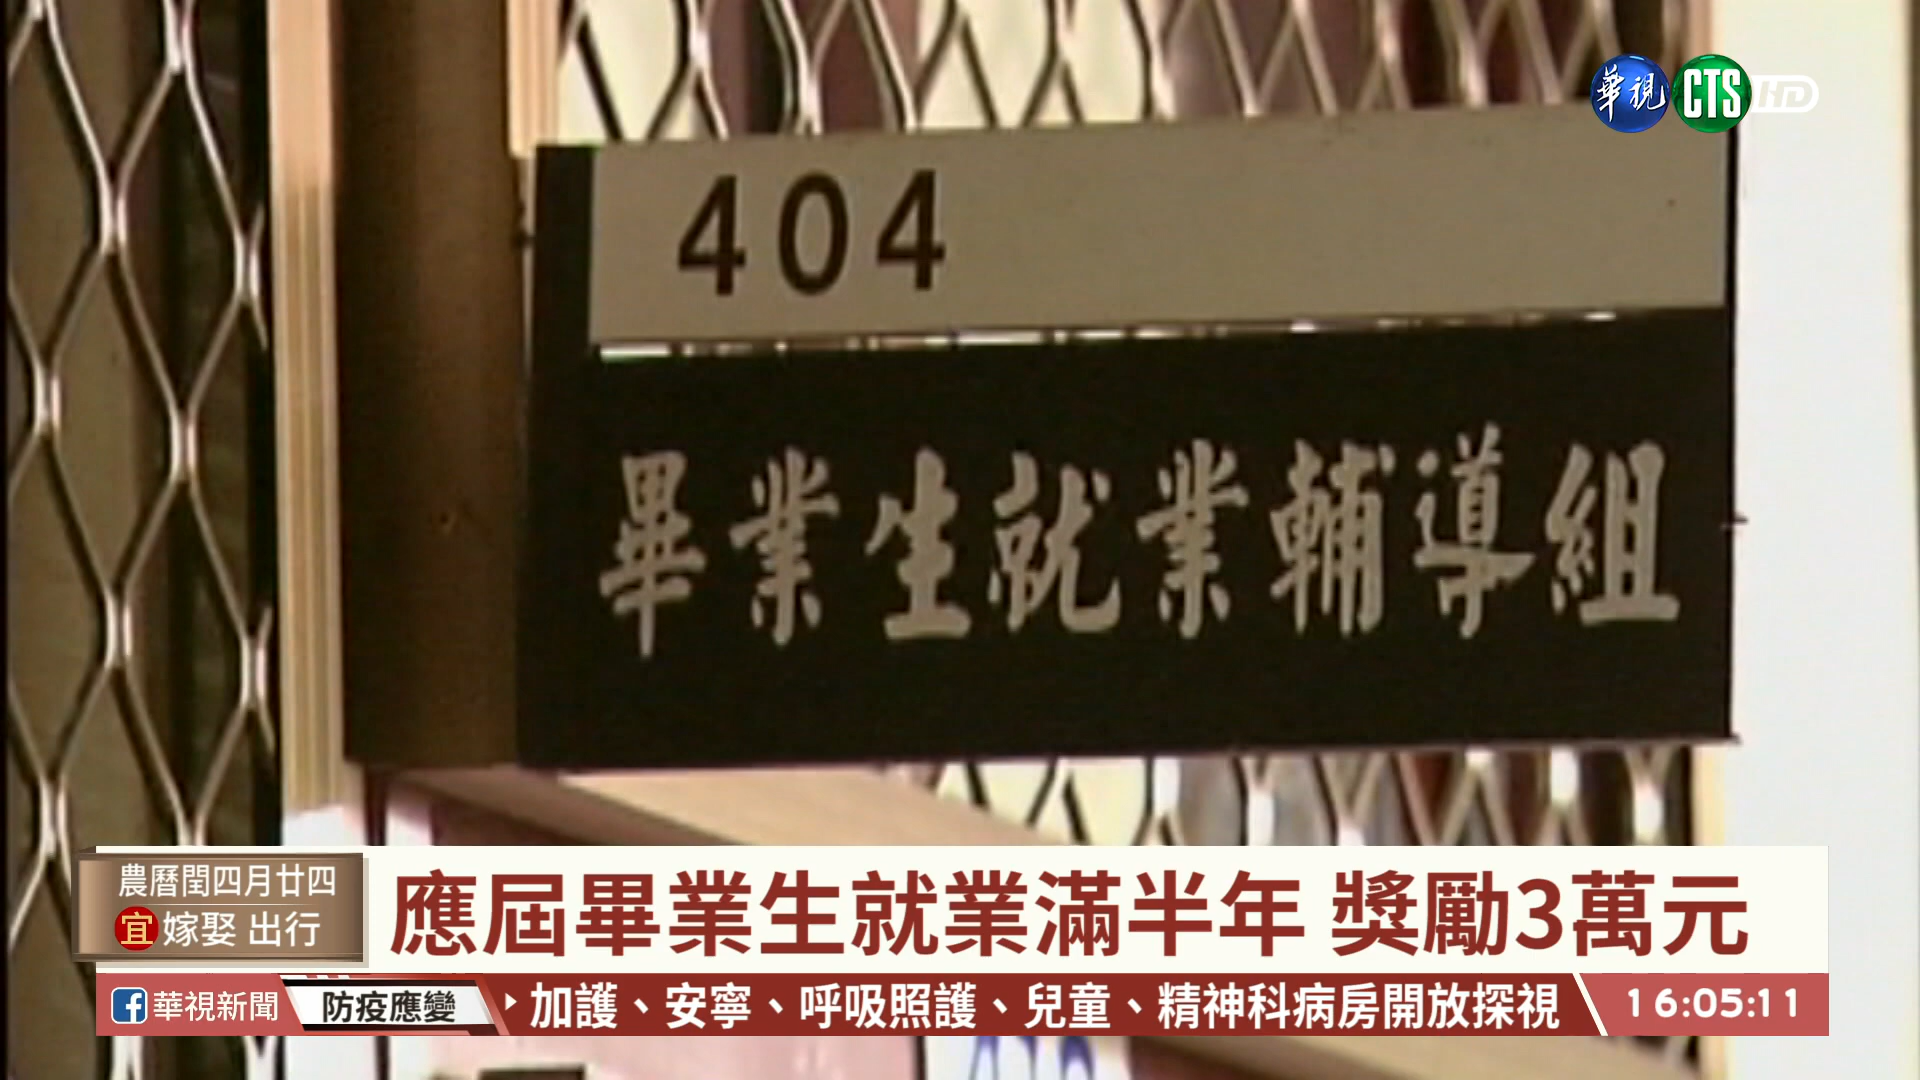 華視 CTS HD
404
畢業生就業輔導組
農曆閏四月廿四
宜 嫁娶 出行
應屆畢業生就業滿半年 獎勵3萬元
華視新聞
防疫應變
加護、安寧、呼吸照護、兒童、精神科病房開放探視
16:05:11